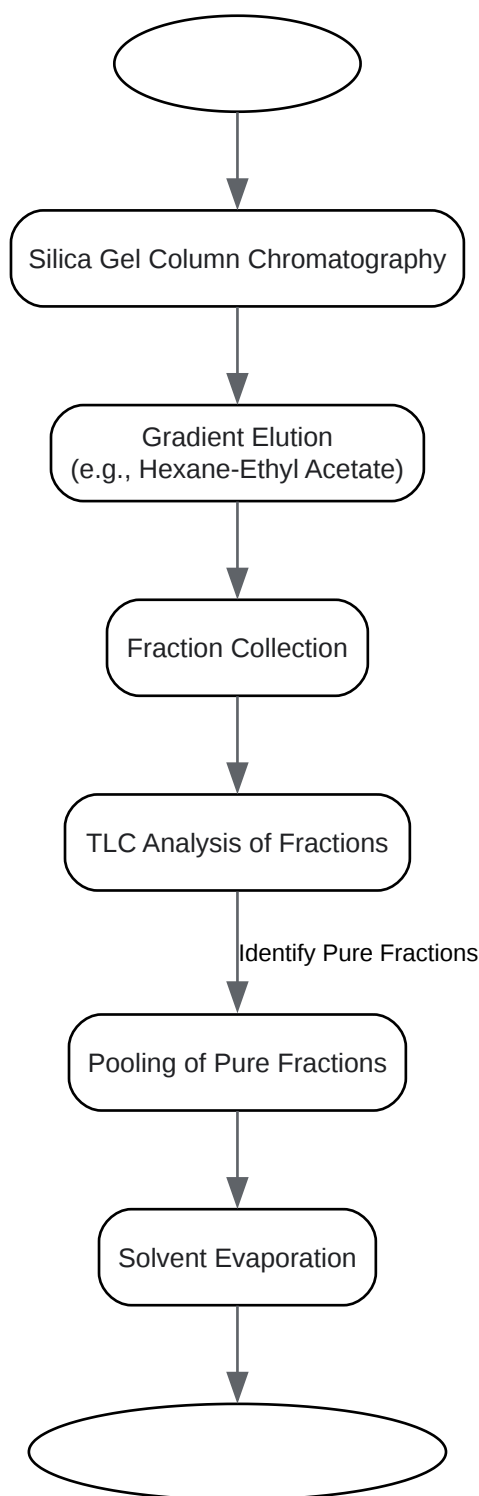 Silica Gel Column Chromatography
Gradient Elution
(e.g., Hexane-Ethyl Acetate)
Fraction Collection
TLC Analysis of Fractions
Identify Pure Fractions
Pooling of Pure Fractions
Solvent Evaporation